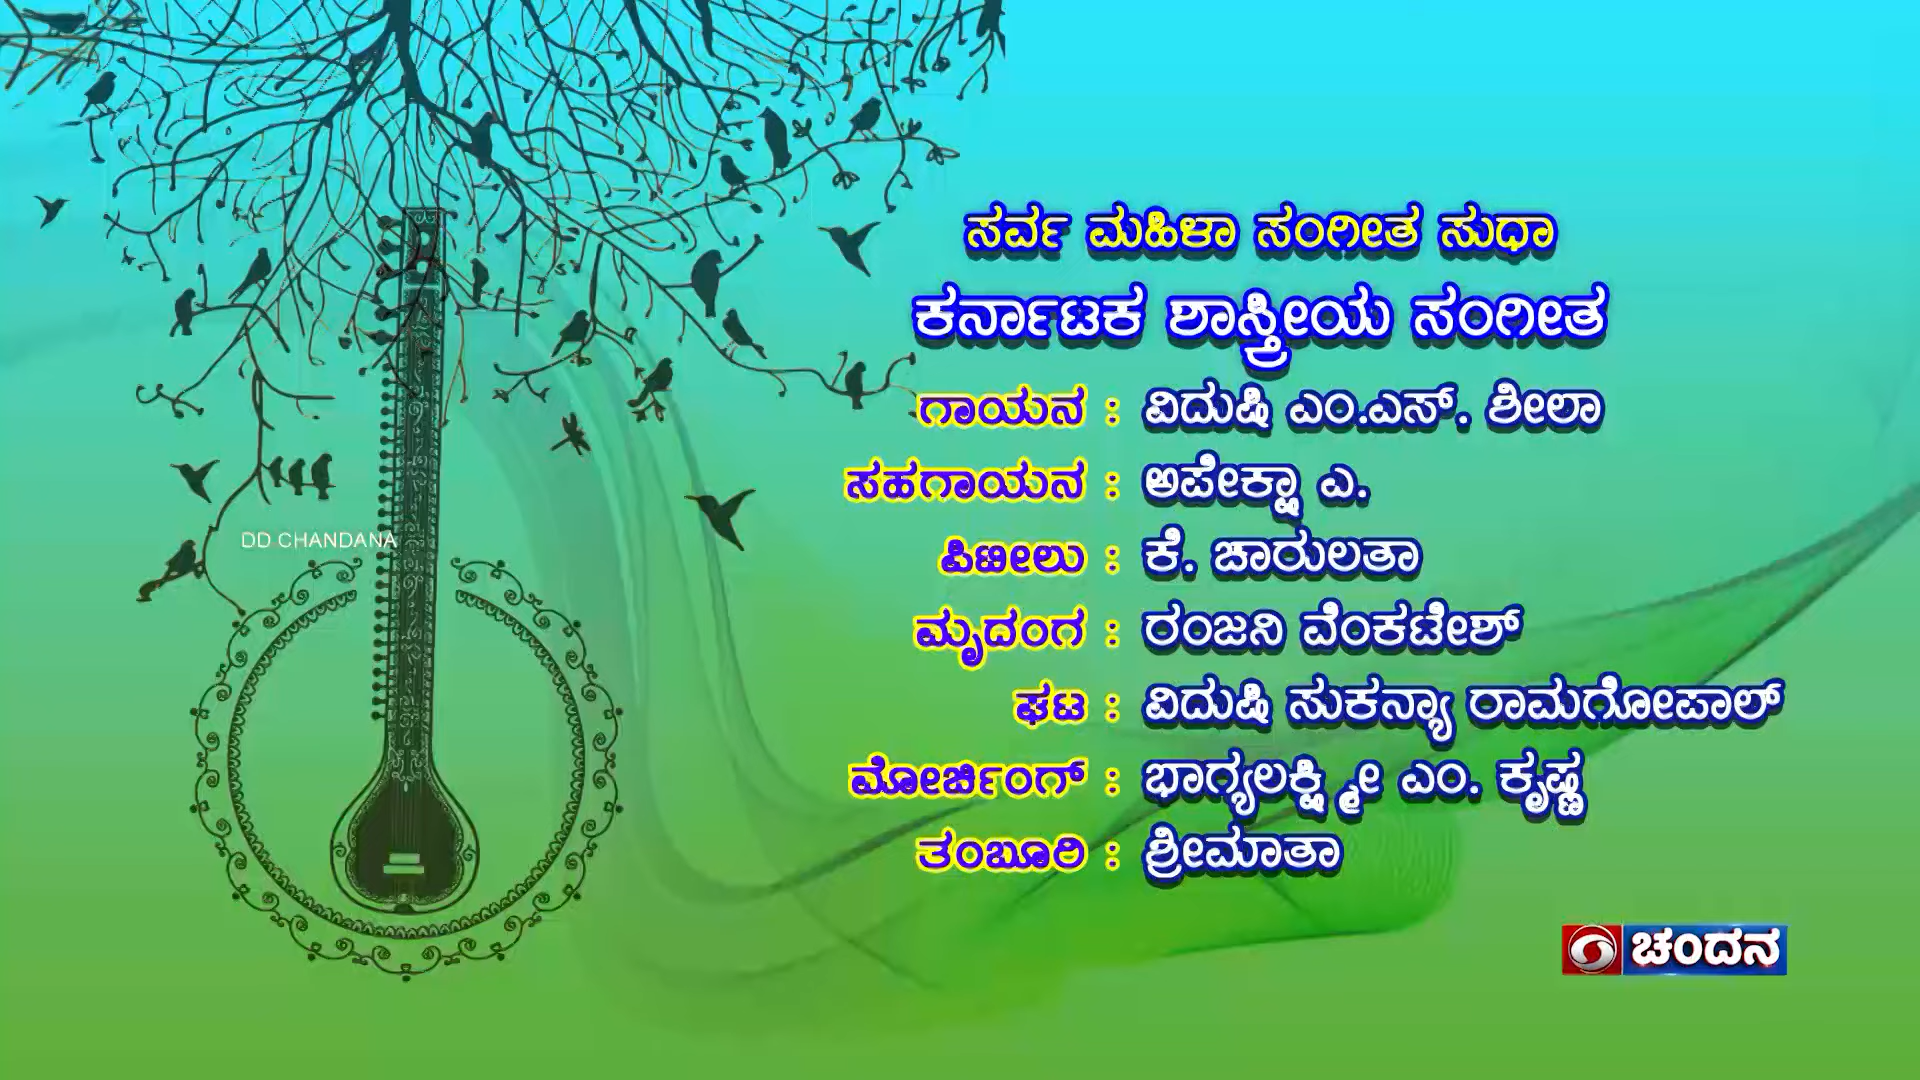 ಸರ್ವ ಮಹಿಳಾ ಸಂಗೀತ ಸುಧಾ
ಕರ್ನಾಟಕ ಶಾಸ್ತ್ರೀಯ ಸಂಗೀತ
ಗಾಯನ : ವಿದುಷಿ ಎಂ.ಎಸ್. ಶೀಲಾ
ಸಹಗಾಯನ : ಅಪೇಕ್ಷಾ ಎ.
ಪಿಟೀಲು : ಕೆ. ಚಾರುಲತಾ
ಮೃದಂಗ : ರಂಜನಿ ವೆಂಕಟೇಶ್
ಘಟ : ವಿದುಷಿ ಸುಕನ್ಯಾ ರಾಮಗೋಪಾಲ್
ಮೋರ್ಚಿಂಗ್ : ಭಾಗ್ಯಲಕ್ಷ್ಮೀ ಎಂ. ಕೃಷ್ಣ
ತಂಬೂರಿ : ಶ್ರೀಮಾತಾ
DD CHANDANA
ಚಂದನ